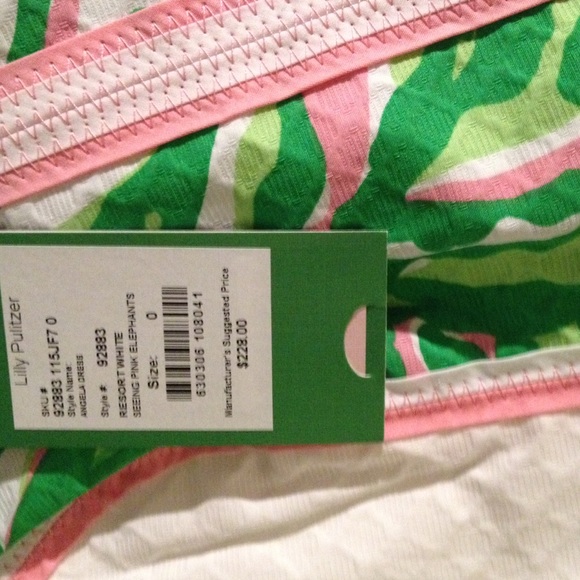 Lilly Pulitzer
SKU #
92883 115JF7 0
Style Name:
ANGELA DRESS
Style #: 92883
RESORT WHITE
SEEING PINK ELEPHANTS
Size: 0
630306 108041
Manufacturer's Suggested Price
$228.00